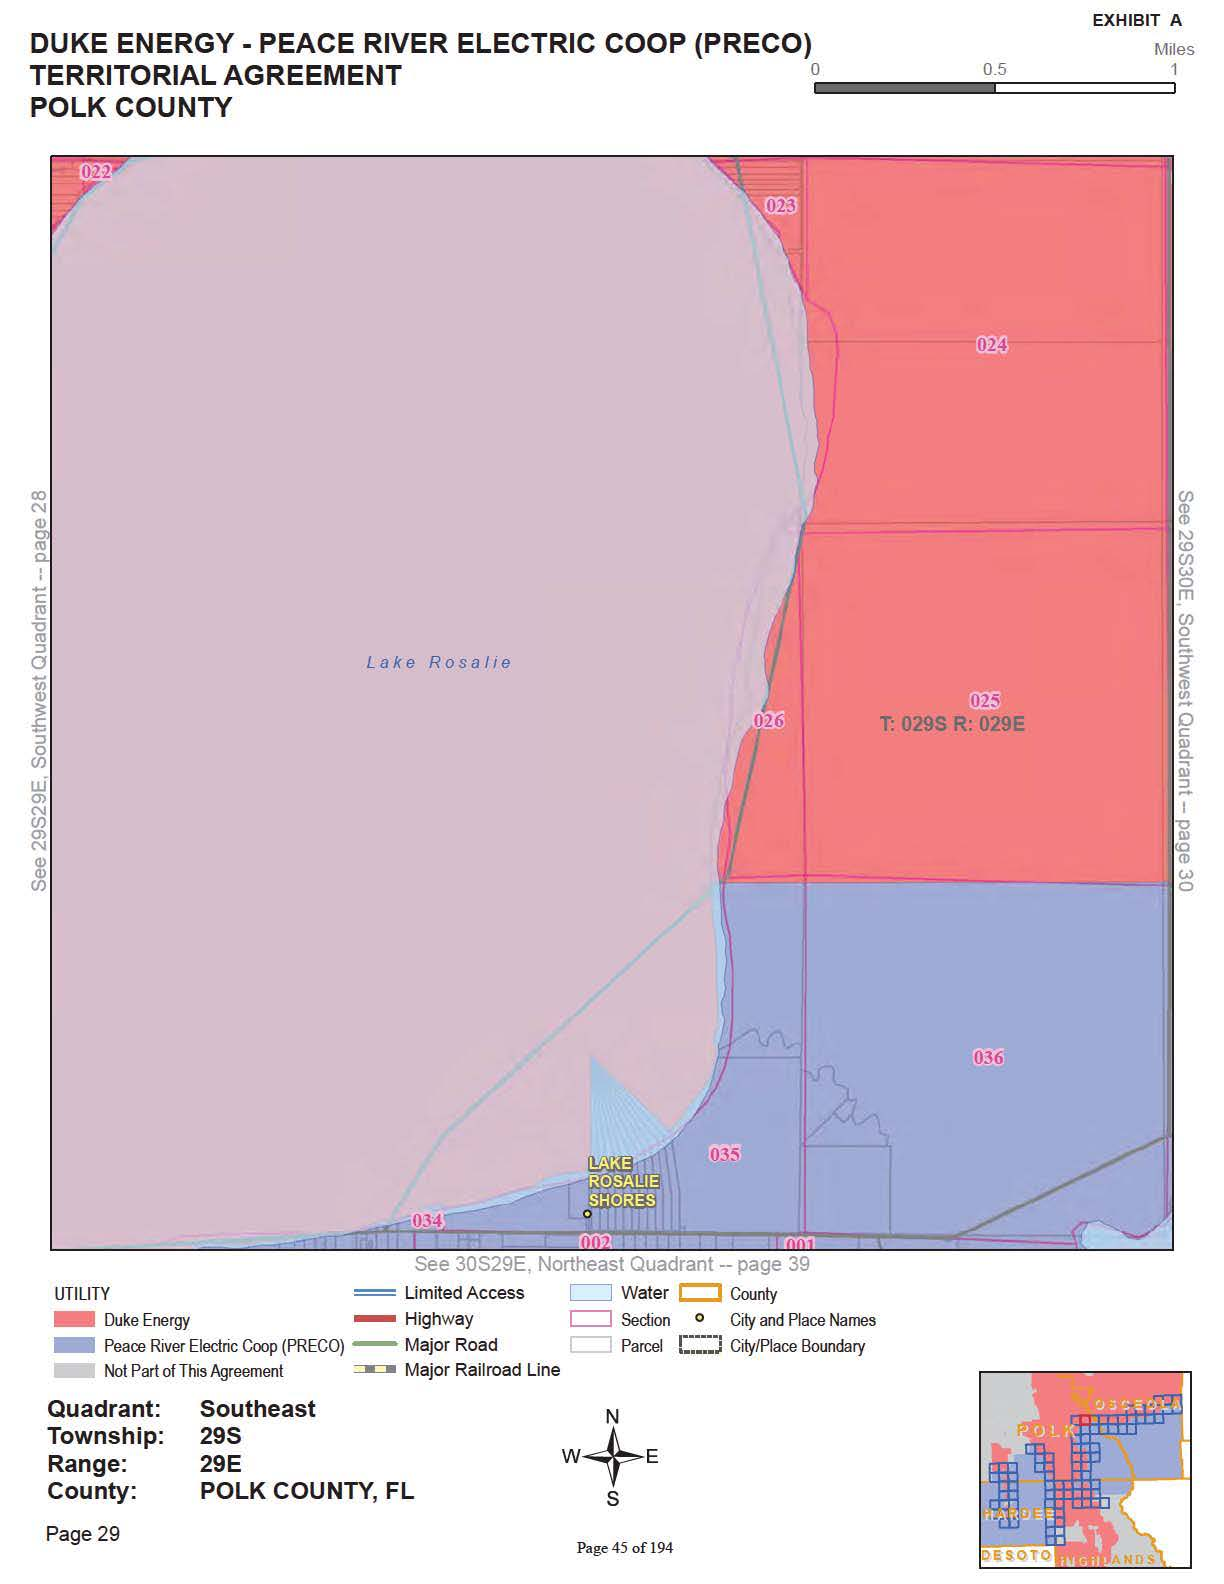 EXHIBIT A
DUKE ENERGY - PEACE RIVER ELECTRIC COOP (PRECO)
TERRITORIAL AGREEMENT
POLK COUNTY
Miles
0 0.5 1
022
023
024
See 29S29E, Southwest Quadrant -- page 28
See 29S30E, Southwest Quadrant -- page 30
Lake Rosalie
025
026
T: 029S R: 029E
036
035
LAKE
ROSALIE
SHORES
034
002
001
See 30S29E, Northeast Quadrant -- page 39
UTILITY
Duke Energy
Peace River Electric Coop (PRECO)
Not Part of This Agreement
Limited Access
Highway
Major Road
Major Railroad Line
Water
Section
Parcel
County
City and Place Names
City/Place Boundary
Quadrant: Southeast
Township: 29S
Range: 29E
County: POLK COUNTY, FL
Page 29
N
W E
S
Page 45 of 194
OSCEOLA
POLK
HARDEE
DESOTO
HIGHLANDS